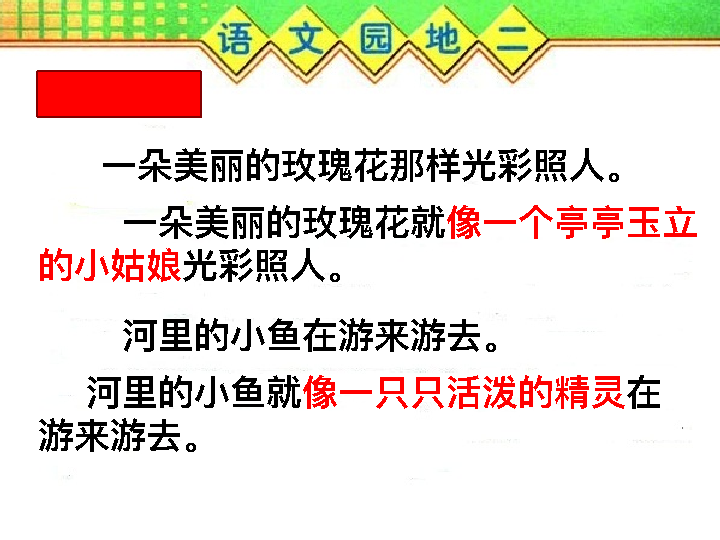 语文园地二
一朵美丽的玫瑰花那样光彩照人。
一朵美丽的玫瑰花就像一个亭亭玉立
的小姑娘光彩照人。
河里的小鱼在游来游去。
河里的小鱼就像一只只活泼的精灵在
游来游去。